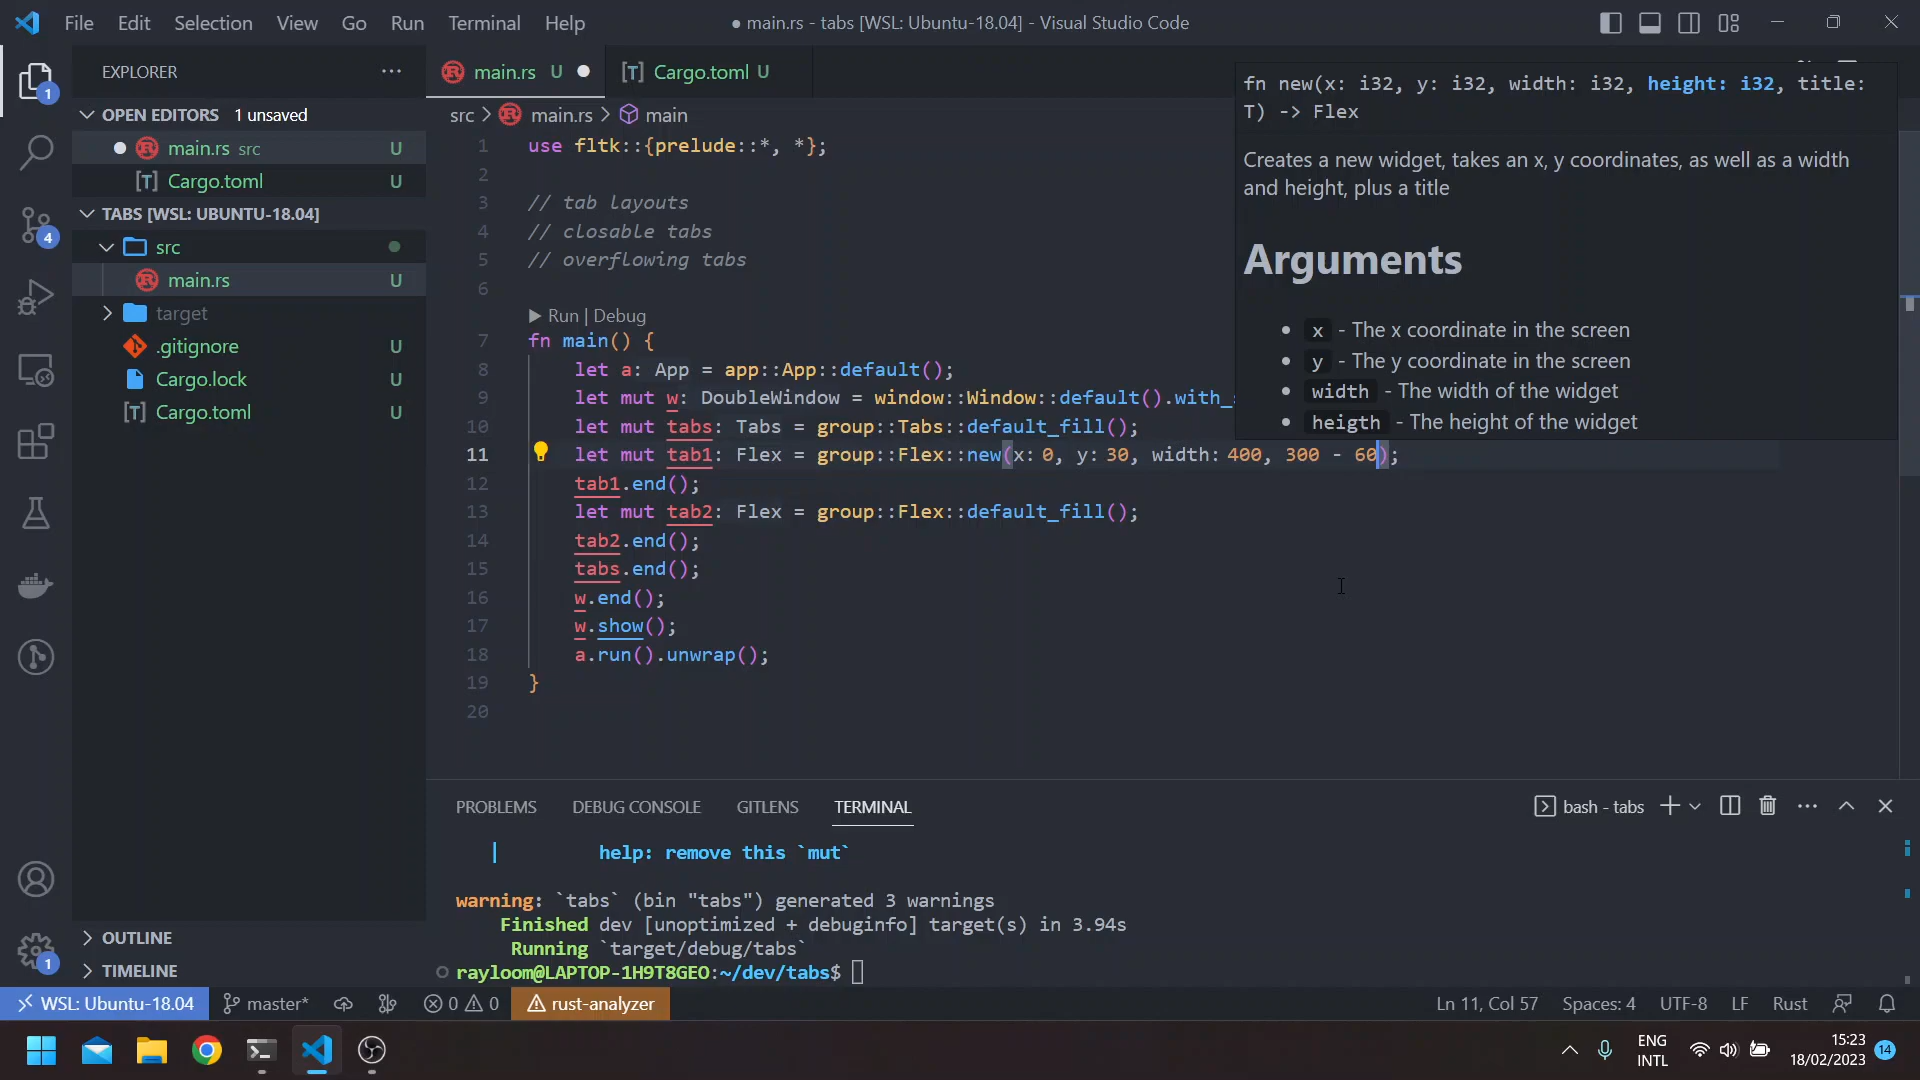 File Edit Selection View Go Run Terminal Help
● main.rs - tabs [WSL: Ubuntu-18.04] - Visual Studio Code
EXPLORER ···
OPEN EDITORS 1 unsaved
main.rs src U
[T] Cargo.toml U
TABS [WSL: UBUNTU-18.04]
src
main.rs U
target
.gitignore U
Cargo.lock U
[T] Cargo.toml U
OUTLINE
TIMELINE
1
4
1
main.rs U
[T] Cargo.toml U
src > main.rs > main
1 use fltk::{prelude::*, *};
2
3 // tab layouts
4 // closable tabs
5 // overflowing tabs
6
▶ Run | Debug
7 fn main() {
8 let a: App = app::App::default();
9 let mut w: DoubleWindow = window::Window::default().with_
10 let mut tabs: Tabs = group::Tabs::default_fill();
11 let mut tab1: Flex = group::Flex::new(x: 0, y: 30, width: 400, 300 - 60);
12 tab1.end();
13 let mut tab2: Flex = group::Flex::default_fill();
14 tab2.end();
15 tabs.end();
16 w.end();
17 w.show();
18 a.run().unwrap();
19 }
20
fn new(x: i32, y: i32, width: i32, height: i32, title:
T) -> Flex
Creates a new widget, takes an x, y coordinates, as well as a width
and height, plus a title
Arguments
• x - The x coordinate in the screen
• y - The y coordinate in the screen
• width - The width of the widget
• heigth - The height of the widget
PROBLEMS DEBUG CONSOLE GITLENS TERMINAL
bash - tabs
| help: remove this `mut`
warning: `tabs` (bin "tabs") generated 3 warnings
Finished dev [unoptimized + debuginfo] target(s) in 3.94s
Running `target/debug/tabs`
rayloom@LAPTOP-1H9T8GEO:~/dev/tabs$
WSL: Ubuntu-18.04 master* 0 0 rust-analyzer
Ln 11, Col 57 Spaces: 4 UTF-8 LF Rust
ENG
INTL
15:23
18/02/2023
14